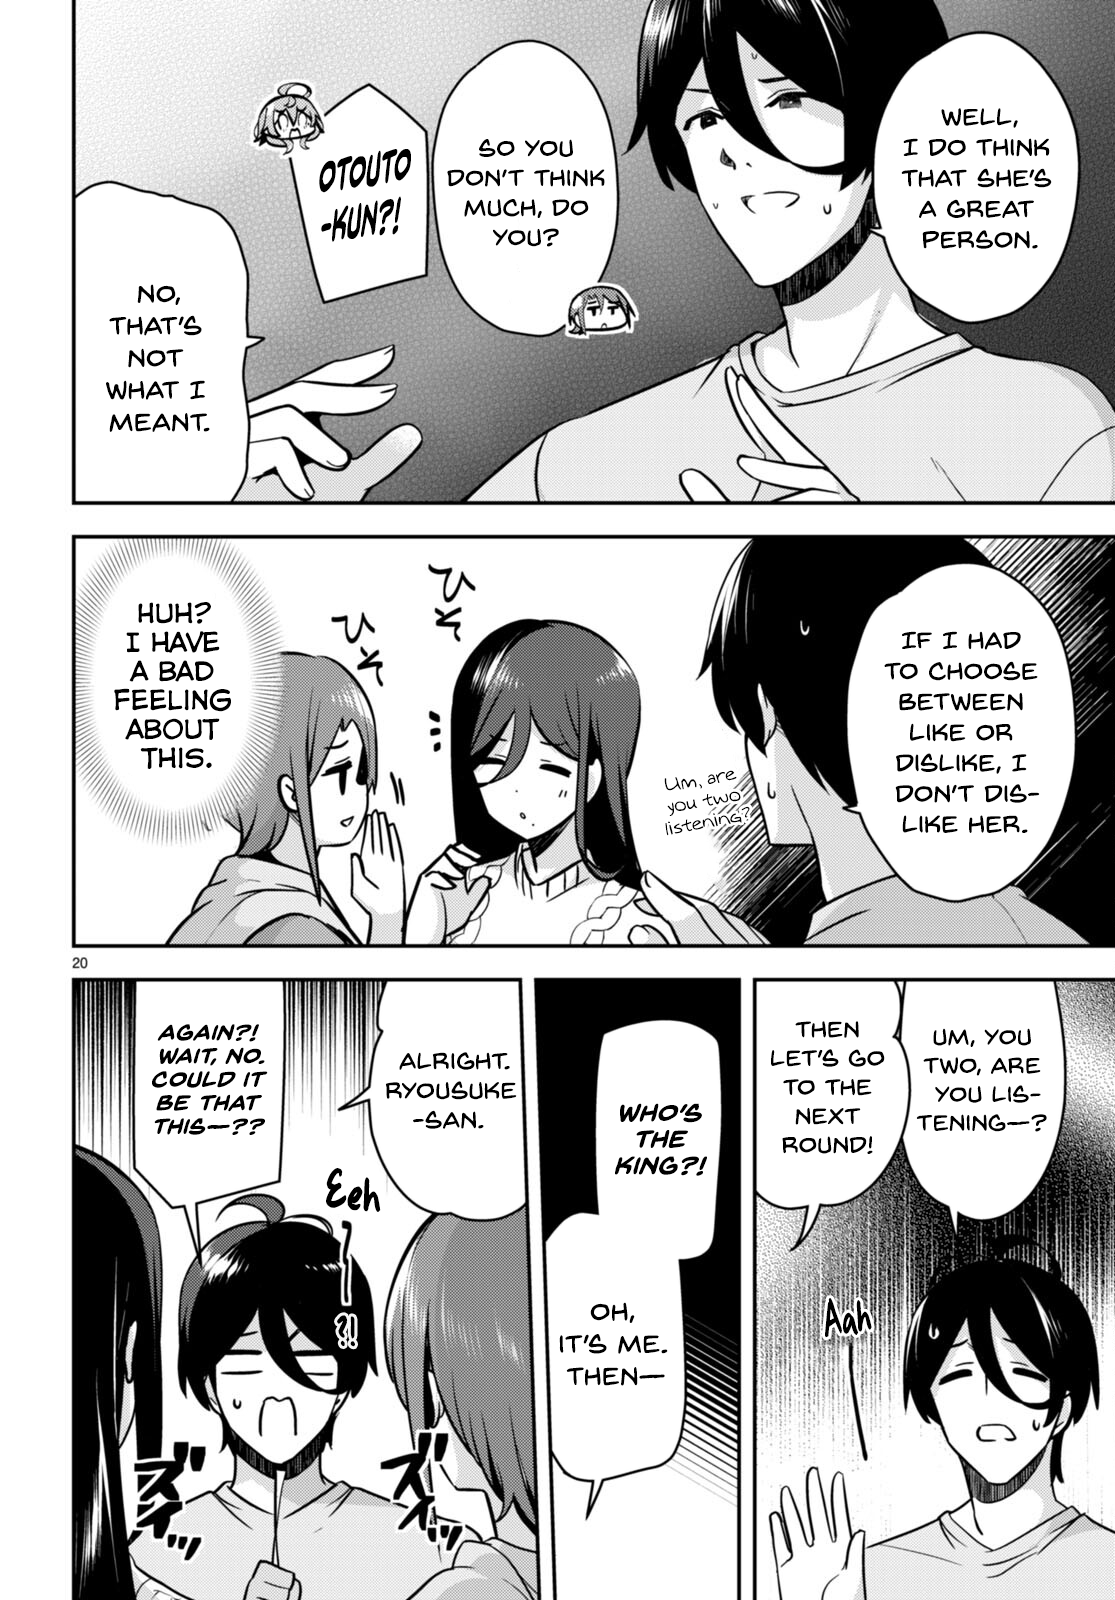 WELL,
I DO THINK
THAT SHE'S
A GREAT
PERSON.
SO YOU
DON'T THINK
MUCH, DO
YOU?
OTOUTO
-KUN?!
NO,
THAT'S
NOT
WHAT I
MEANT.
IF I HAD
TO CHOOSE
BETWEEN
LIKE OR
DISLIKE, I
DON'T DIS-
LIKE HER.
Um, are
you two
listening?
ひそ
ひそ
HUH?
I HAVE
A BAD
FEELING
ABOUT
THIS.
20
UM, YOU
TWO, ARE
YOU LIS-
TENING—?
THEN
LET'S GO
TO THE
NEXT
ROUND!
Aah
WHO'S
THE
KING?!
OH,
IT'S ME.
THEN—
ALRIGHT.
RYOUSUKE
-SAN.
AGAIN?!
WAIT, NO.
COULD IT
BE THAT
THIS—??
Eeh
?!
ズイッ
ズイッ